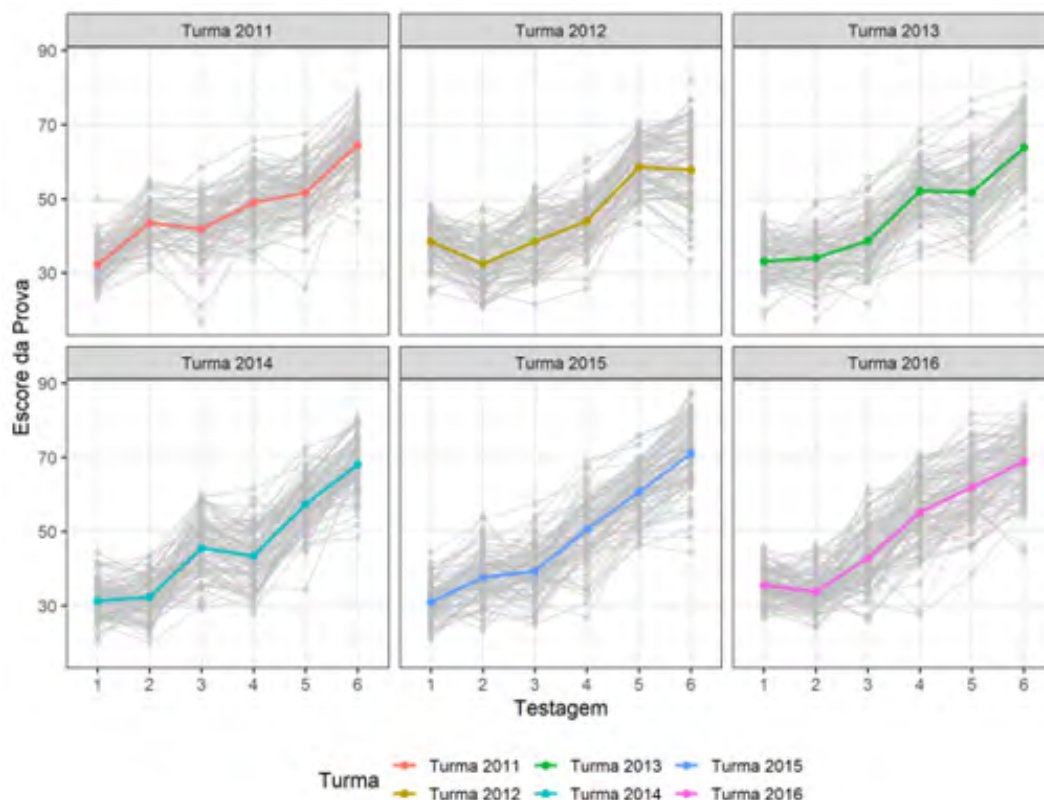 Turma 2011 Turma 2012 Turma 2013
90
70
50
30
Turma 2014 Turma 2015 Turma 2016
90
70
50
30
Escore da Prova
1 2 3 4 5 6 1 2 3 4 5 6 1 2 3 4 5 6
Testagem
Turma
Turma 2011 Turma 2013 Turma 2015
Turma 2012 Turma 2014 Turma 2016